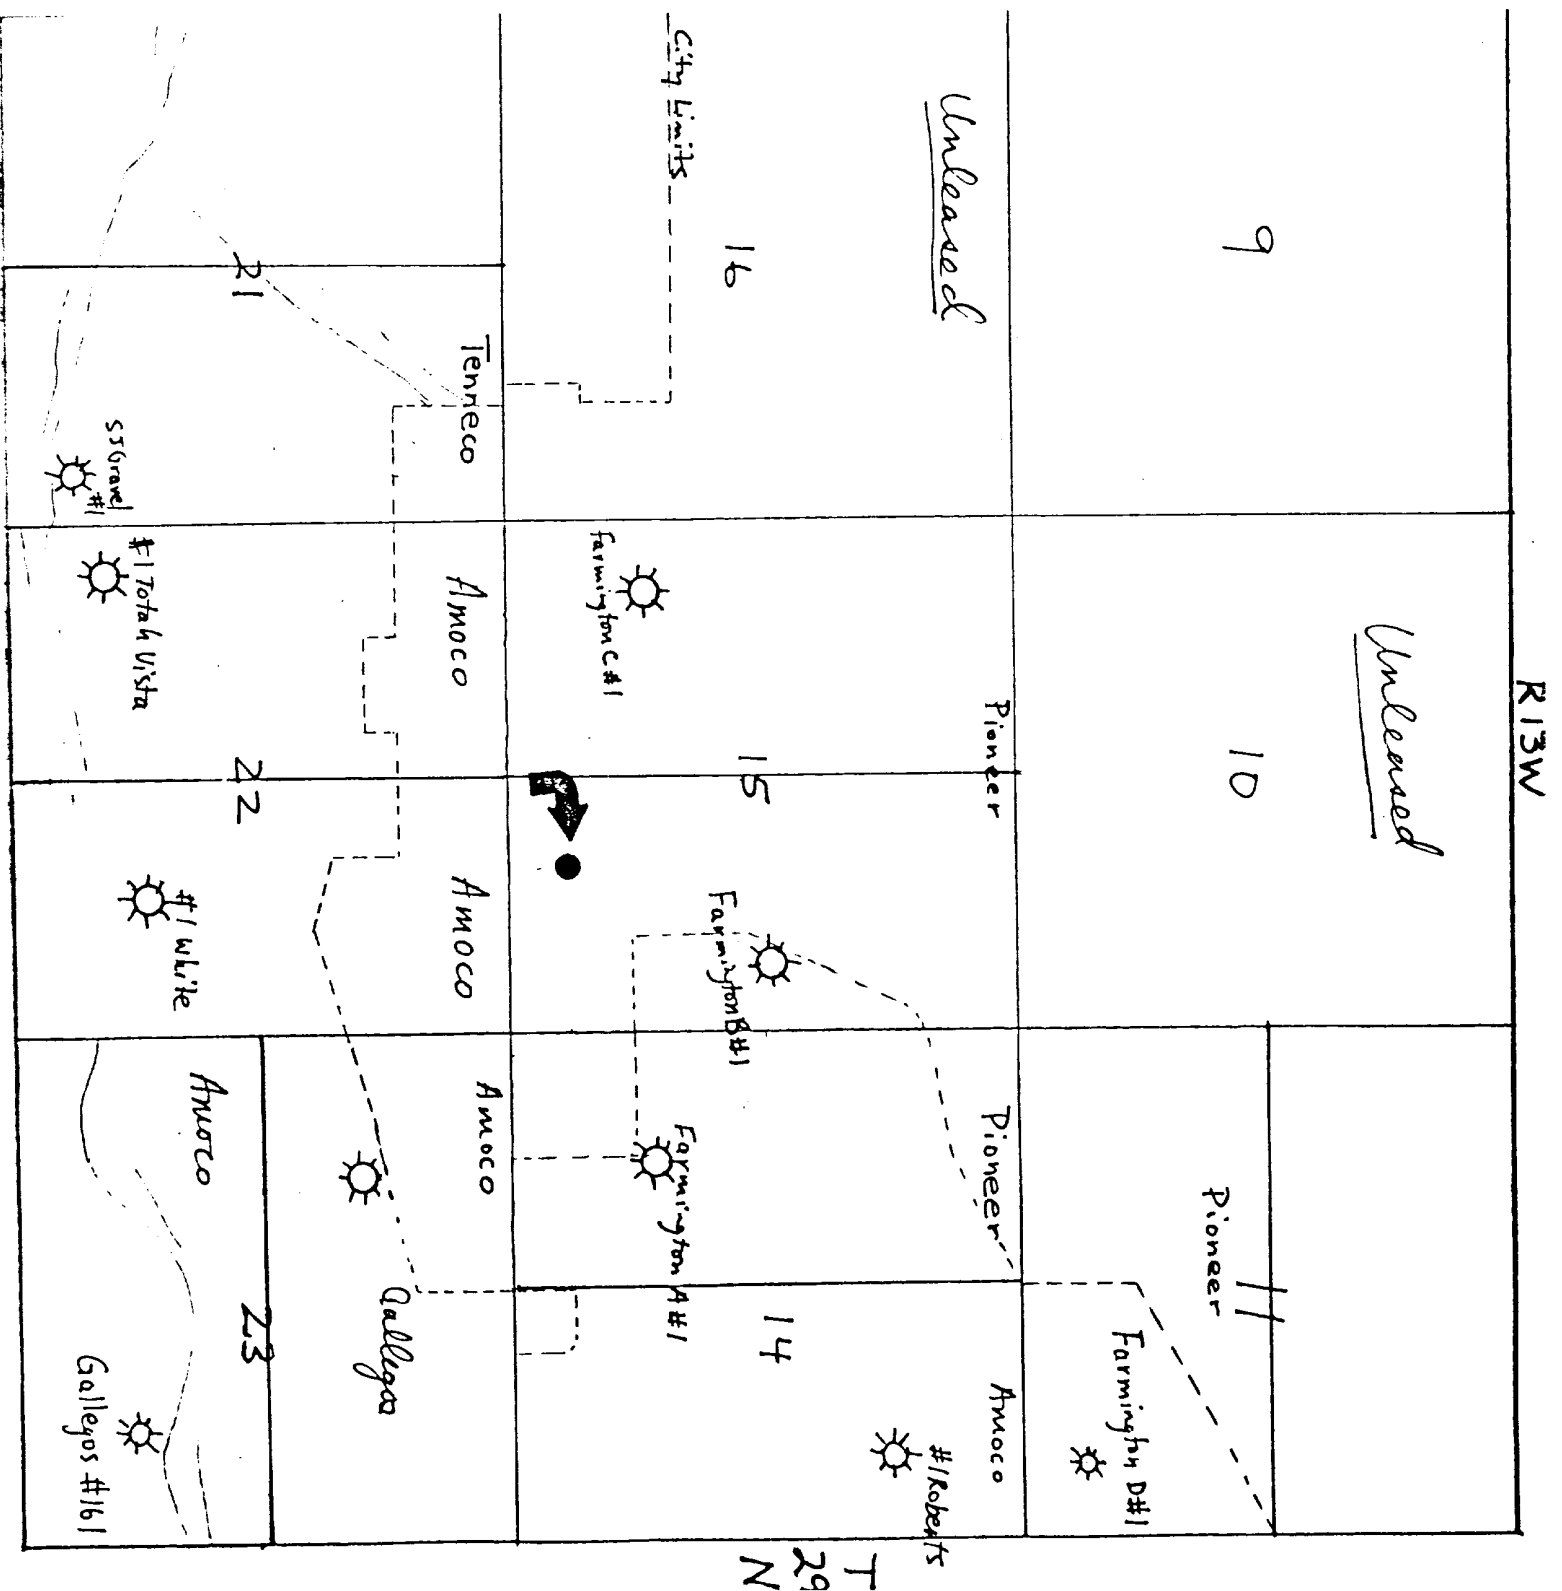 R13W
T
29
N
9
Unleased
10
Unleased
11
Pioneer
Farmington D#1
16
Unleased
City Limits
15
Pioneer
Farmington C#1
Farmington B#1
14
Pioneer
Amoco
Farmington A#1
#1 Roberts
21
Tenneco
SJ Gravel
#1
22
Amoco
Amoco
#1 Totah Vista
#1 White
23
Amoco
Gallegos
Amoco
Gallegos #161